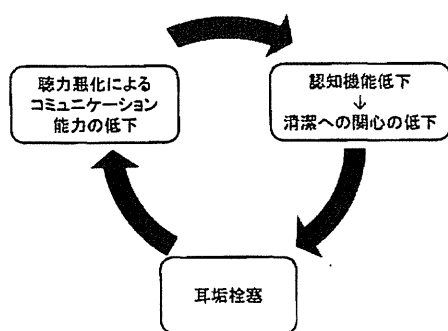 聴力悪化による
コミュニケーション
能力の低下
認知機能低下
↓
清潔への関心の低下
耳垢栓塞